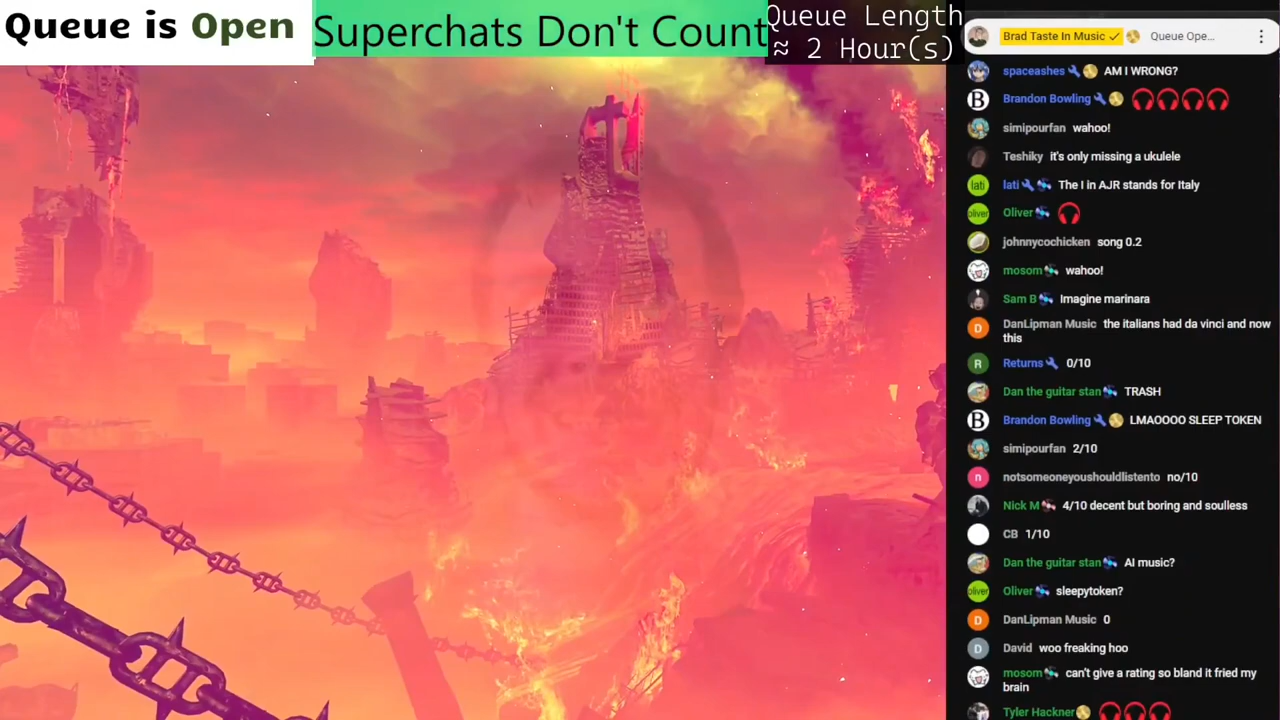 Queue is Open
Superchats Don't Count
Queue Length
≈ 2 Hour(s)
Brad Taste In Music ✓ Queue Ope...
spaceashes AM I WRONG?
Brandon Bowling
simipourfan wahoo!
Teshiky it's only missing a ukulele
lati The I in AJR stands for Italy
Oliver
johnnycochicken song 0.2
mosom wahoo!
Sam B Imagine marinara
DanLipman Music the italians had da vinci and now
this
Returns 0/10
Dan the guitar stan TRASH
Brandon Bowling LMAOOOO SLEEP TOKEN
simipourfan 2/10
notsomeoneyoushouldlistento no/10
Nick M 4/10 decent but boring and soulless
CB 1/10
Dan the guitar stan AI music?
Oliver sleepytoken?
DanLipman Music 0
David woo freaking hoo
mosom can't give a rating so bland it fried my
brain
Tyler Hackner